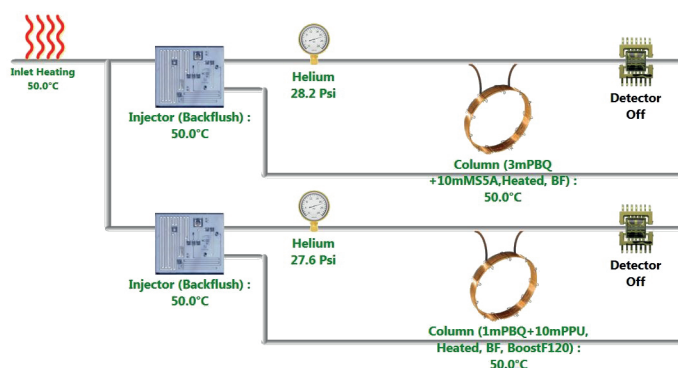 Inlet Heating
50.0°C
Injector (Backflush) :
50.0°C
Helium
28.2 Psi
Column (3mPBQ
+10mMS5A,Heated, BF) :
50.0°C
Detector
Off
Injector (Backflush) :
50.0°C
Helium
27.6 Psi
Column (1mPBQ+10mPPU,
Heated, BF, BoostF120) :
50.0°C
Detector
Off